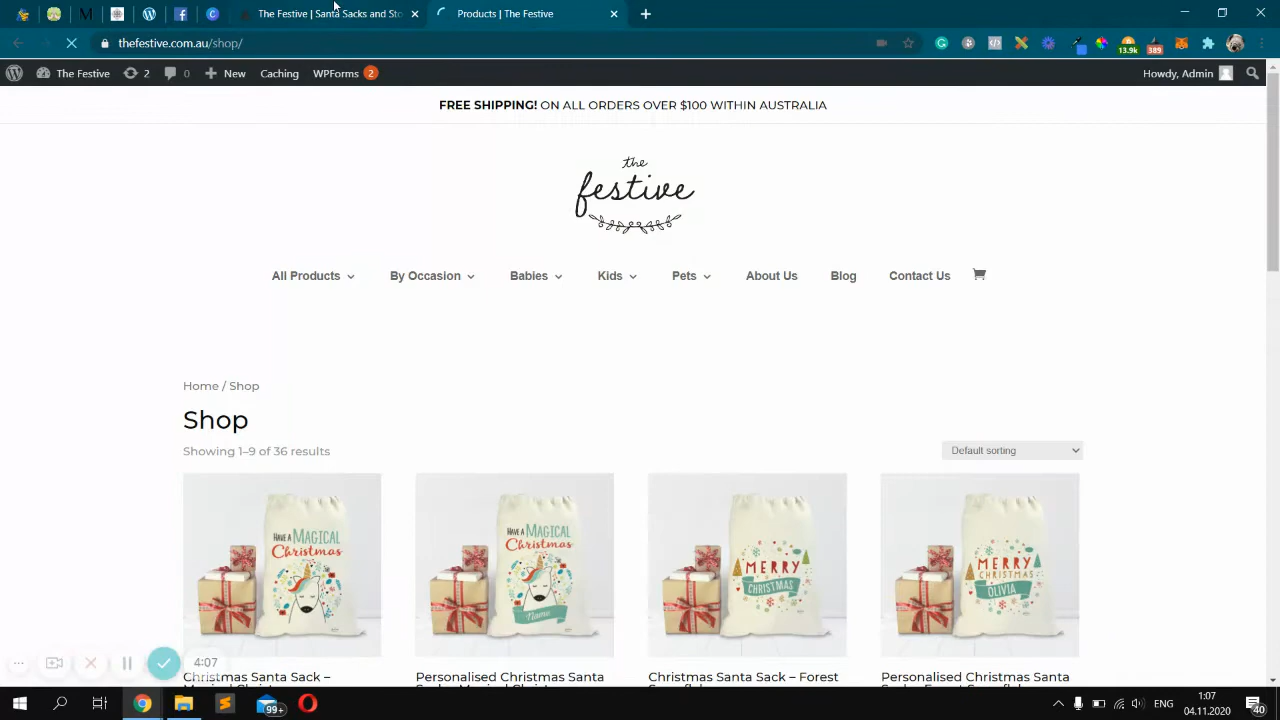 The Festive | Santa Sacks and Sto
Products | The Festive
thefestive.com.au/shop/
13.9k
389
The Festive
2
0
New
Caching
WPForms
2
Howdy, Admin
FREE SHIPPING! ON ALL ORDERS OVER $100 WITHIN AUSTRALIA
the
festive
All Products
By Occasion
Babies
Kids
Pets
About Us
Blog
Contact Us
Home / Shop
Shop
Showing 1–9 of 36 results
Default sorting
HAVE A MAGICAL
Christmas
HAVE A MAGICAL
Christmas
Name
MERRY
CHRISTMAS
MERRY
CHRISTMAS
OLIVIA
4:07
Christmas Santa Sack –
Personalised Christmas Santa
Christmas Santa Sack – Forest
Personalised Christmas Santa
99+
ENG
1:07
04.11.2020
40